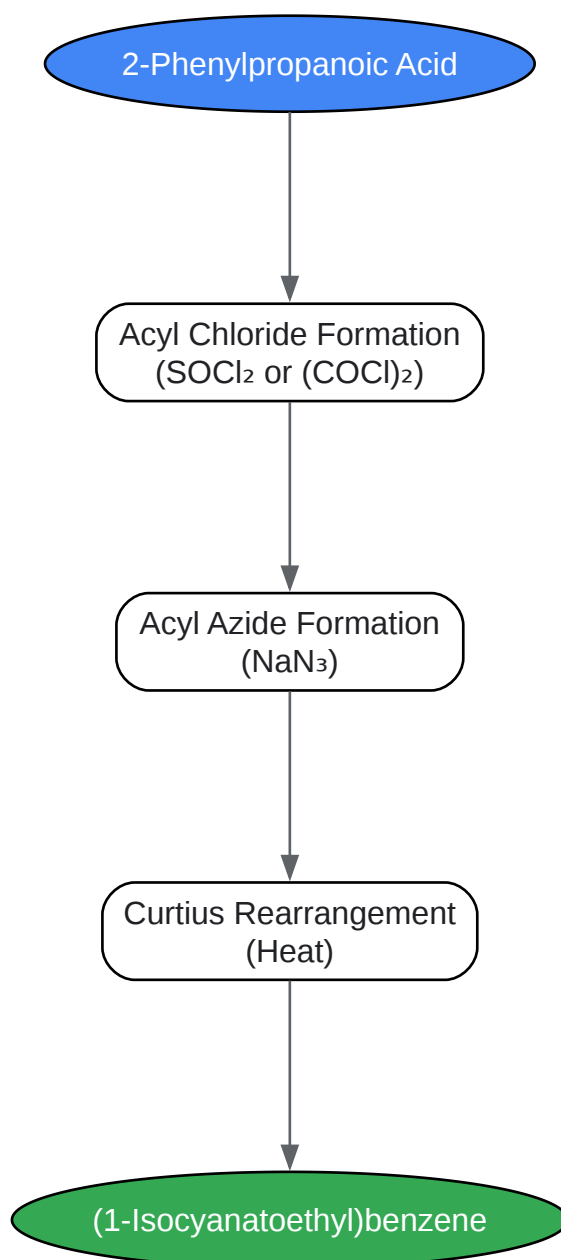 2-Phenylpropanoic Acid
Acyl Chloride Formation
(SOCl₂ or (COCl)₂)
Acyl Azide Formation
(NaN₃)
Curtius Rearrangement
(Heat)
(1-Isocyanatoethyl)benzene